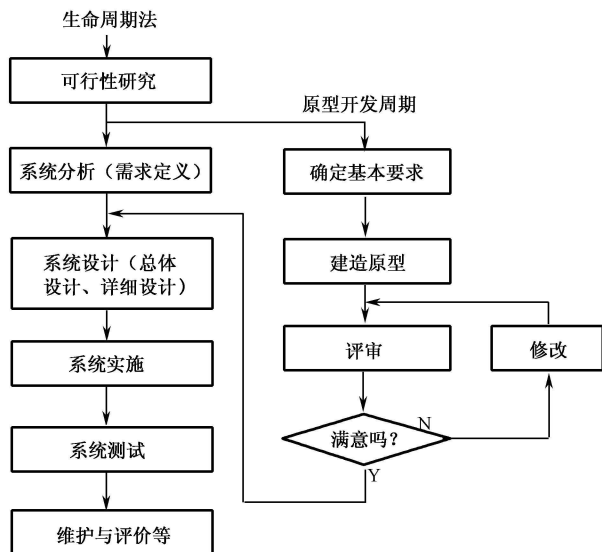 生命周期法
可行性研究
原型开发周期
系统分析（需求定义）
确定基本要求
系统设计（总体
设计、详细设计）
建造原型
系统实施
评审
修改
系统测试
满意吗？
N
Y
维护与评价等